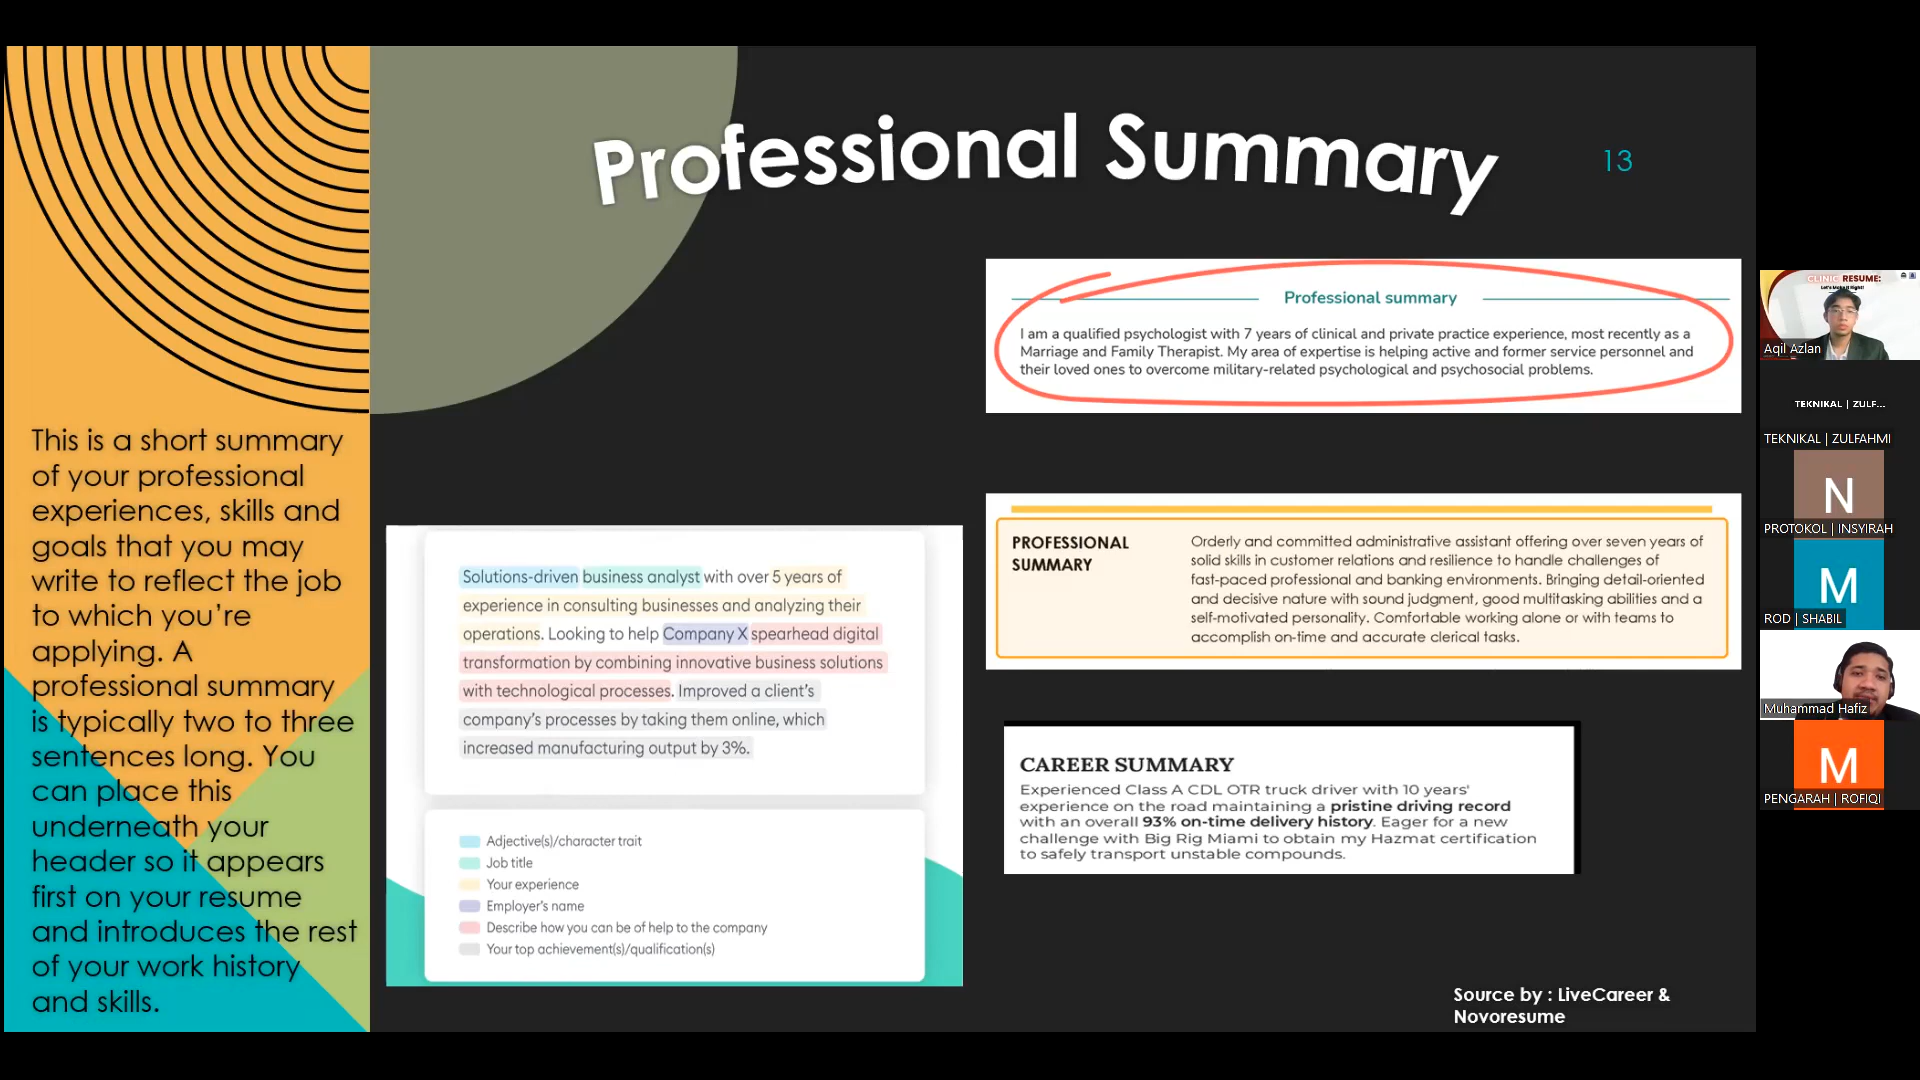 Professional Summary
13
This is a short summary
of your professional
experiences, skills and
goals that you may
write to reflect the job
to which you’re
applying. A
professional summary
is typically two to three
sentences long. You
can place this
underneath your
header so it appears
first on your resume
and introduces the rest
of your work history
and skills.
Solutions-driven business analyst with over 5 years of
experience in consulting businesses and analyzing their
operations. Looking to help Company X spearhead digital
transformation by combining innovative business solutions
with technological processes. Improved a client’s
company’s processes by taking them online, which
increased manufacturing output by 3%.
Adjective(s)/character trait
Job title
Your experience
Employer’s name
Describe how you can be of help to the company
Your top achievement(s)/qualification(s)
Professional summary
I am a qualified psychologist with 7 years of clinical and private practice experience, most recently as a
Marriage and Family Therapist. My area of expertise is helping active and former service personnel and
their loved ones to overcome military-related psychological and psychosocial problems.
PROFESSIONAL
SUMMARY
Orderly and committed administrative assistant offering over seven years of
solid skills in customer relations and resilience to handle challenges of
fast-paced professional and banking environments. Bringing detail-oriented
and decisive nature with sound judgment, good multitasking abilities and a
self-motivated personality. Comfortable working alone or with teams to
accomplish on-time and accurate clerical tasks.
CAREER SUMMARY
Experienced Class A CDL OTR truck driver with 10 years'
experience on the road maintaining a pristine driving record
with an overall 93% on-time delivery history. Eager for a new
challenge with Big Rig Miami to obtain my Hazmat certification
to safely transport unstable compounds.
Source by : LiveCareer &
Novoresume
CLINIC RESUME:
Let's Make It Right!
Aqil Azlan
TEKNIKAL | ZULF...
TEKNIKAL | ZULFAHMI
N
PROTOKOL | INSYIRAH
M
ROD | SHABIL
Muhammad Hafiz
M
PENGARAH | ROFIQI